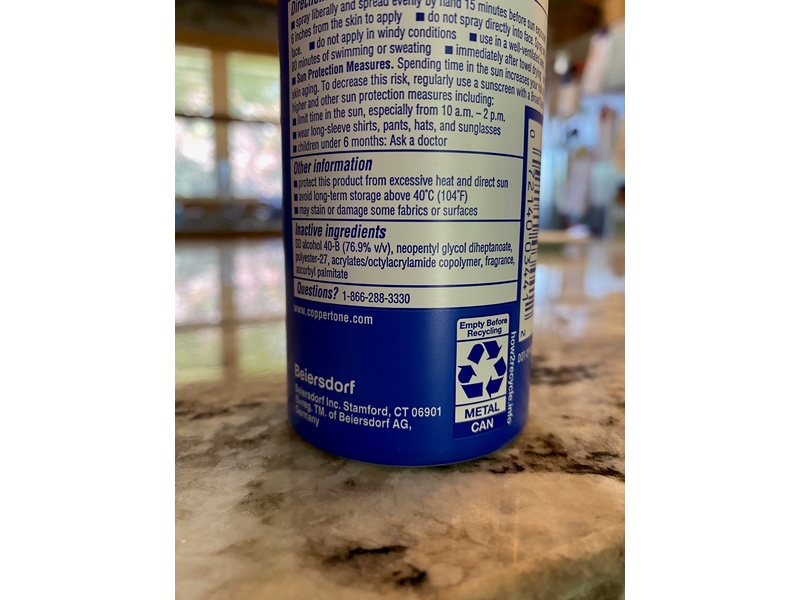 Directions
■ spray liberally and spread evenly by hand 15 minutes before sun
6 inches from the skin to apply ■ do not spray directly into face. Spray
face. ■ do not apply in windy conditions ■ use in a well-ventilated
80 minutes of swimming or sweating ■ immediately after towel drying
■ Sun Protection Measures. Spending time in the sun increases your
skin aging. To decrease this risk, regularly use a sunscreen with a Broad
higher and other sun protection measures including:
■ limit time in the sun, especially from 10 a.m. – 2 p.m.
■ wear long-sleeve shirts, pants, hats, and sunglasses
■ children under 6 months: Ask a doctor
Other information
■ protect this product from excessive heat and direct sun
■ avoid long-term storage above 40°C (104°F)
■ may stain or damage some fabrics or surfaces
Inactive ingredients
SD alcohol 40-B (76.9% v/v), neopentyl glycol diheptanoate,
polyester-27, acrylates/octylacrylamide copolymer, fragrance,
ascorbyl palmitate
Questions? 1-866-288-3330
www.coppertone.com
Beiersdorf
Beiersdorf Inc. Stamford, CT 06901
®ureg. TM. of Beiersdorf AG,
Germany
Empty Before
Recycling
METAL
CAN
how2recycle.info
0 72140 03447 2